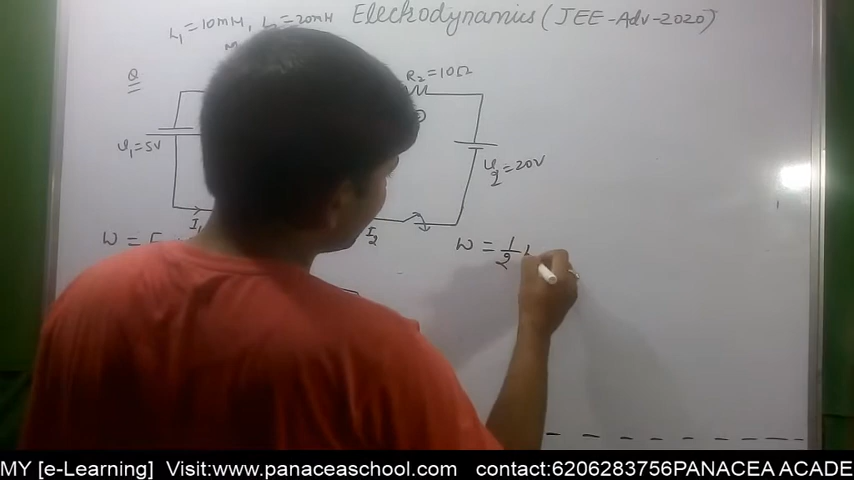 L₁=10mH, L₂=20mH Electrodynamics (JEE-Adv-2020)
M
Q
R₂=10Ω
V₁=5V
V₂=20V
I₁
I₂
W =
W = 1/2 L
MY [e-Learning] Visit:www.panaceaschool.com contact:6206283756PANACEA ACADE